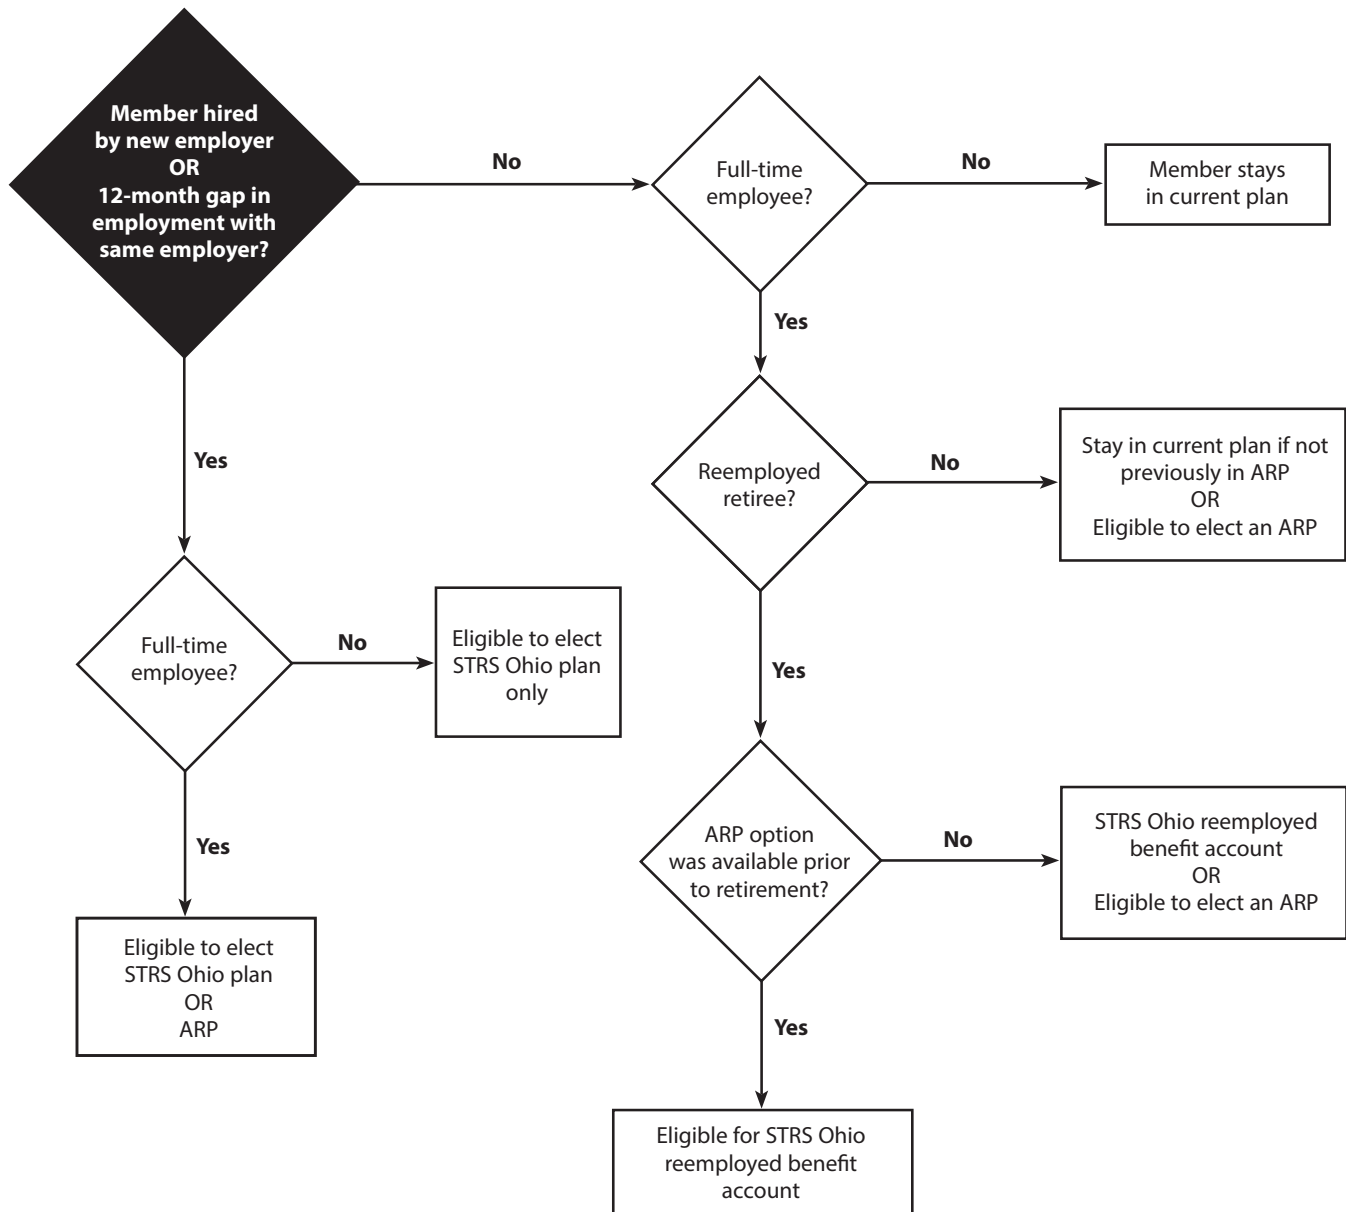 Member hired
by new employer
OR
12-month gap in
employment with
same employer?
No
Full-time
employee?
No
Member stays
in current plan
Yes
Yes
Reemployed
retiree?
No
Stay in current plan if not
previously in ARP
OR
Eligible to elect an ARP
Full-time
employee?
No
Eligible to elect
STRS Ohio plan
only
Yes
Yes
ARP option
was available prior
to retirement?
No
STRS Ohio reemployed
benefit account
OR
Eligible to elect an ARP
Eligible to elect
STRS Ohio plan
OR
ARP
Yes
Eligible for STRS Ohio
reemployed benefit
account